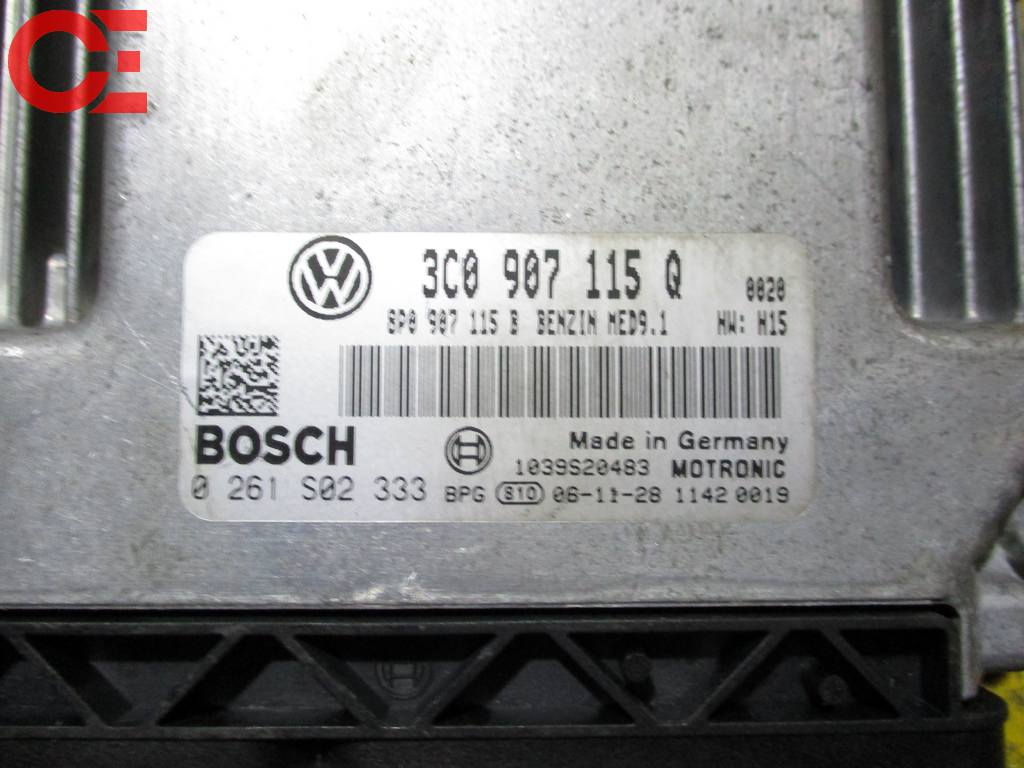 CE
3C0 907 115 Q 0020
8P0 907 115 B BENZIN MED9.1 HW: H15
BOSCH
Made in Germany
1039S20483 MOTRONIC
0 261 S02 333 BPG 810 06-11-28 1142 0019